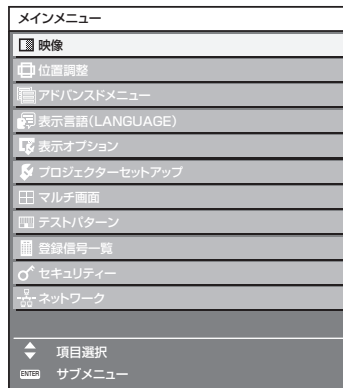 メインメニュー
映像
位置調整
アドバンスドメニュー
表示言語(LANGUAGE)
表示オプション
プロジェクターセットアップ
マルチ画面
テストパターン
登録信号一覧
セキュリティー
ネットワーク
項目選択
ENTER サブメニュー